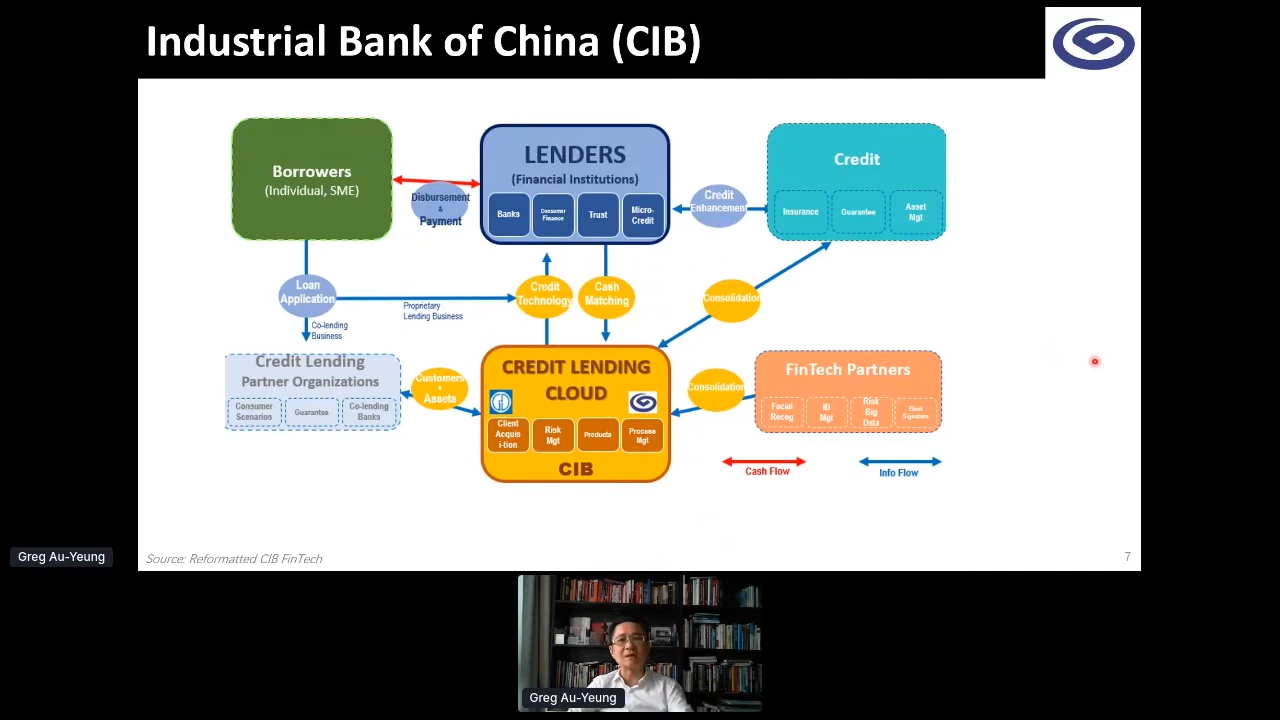 Industrial Bank of China (CIB)
Borrowers
(Individual, SME)
Disbursement
&
Payment
LENDERS
(Financial Institutions)
Banks
Consumer
Finance
Trust
Micro-
Credit
Credit
Enhancement
Credit
Insurance
Guarantee
Asset
Mgt
Loan
Application
Proprietary
Lending Business
Co-lending
Business
Credit
Technology
Cash
Matching
Consolidation
Credit Lending
Partner Organizations
Consumer
Scenarios
Guarantee
Co-lending
Banks
Customers
+
Assets
CREDIT LENDING
CLOUD
Client
Acquis
i-tion
Risk
Mgt
Products
Process
Mgt
CIB
Consolidation
FinTech Partners
Facial
Recog
ID
Mgt
Risk
Big
Data
Elect
Signature
Cash Flow
Info Flow
Source: Reformatted CIB FinTech
7
Greg Au-Yeung
Greg Au-Yeung